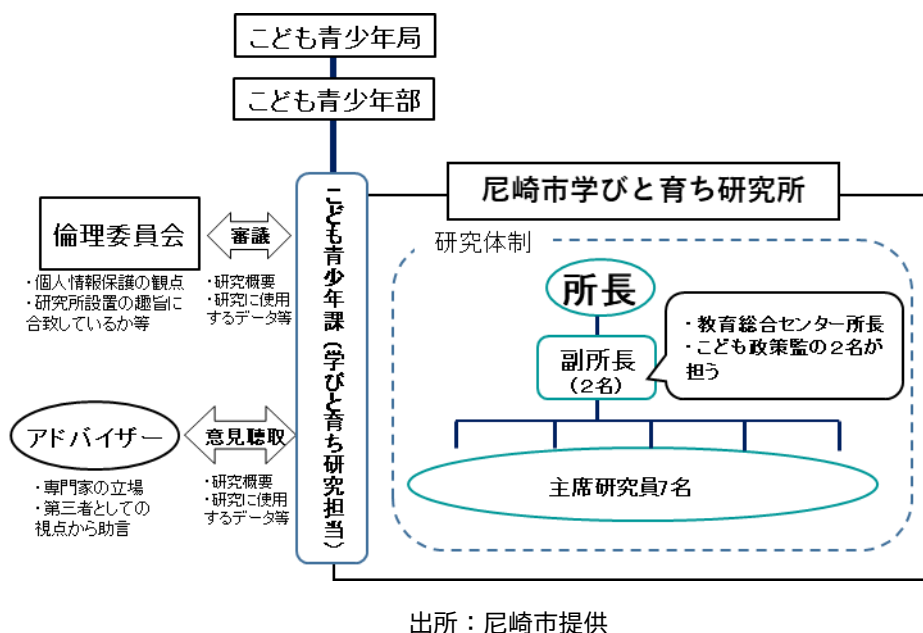 こども青少年局
こども青少年部
こども青少年課（学びと育ち研究担当）
倫理委員会
・個人情報保護の観点
・研究所設置の趣旨に
合致しているか等
審議
・研究概要
・研究に使用
するデータ等
アドバイザー
・専門家の立場
・第三者としての
視点から助言
意見聴取
・研究概要
・研究に使用
するデータ等
尼崎市学びと育ち研究所
研究体制
所長
副所長
（２名）
・教育総合センター所長
・こども政策監の２名が
担う
主席研究員7名
出所：尼崎市提供